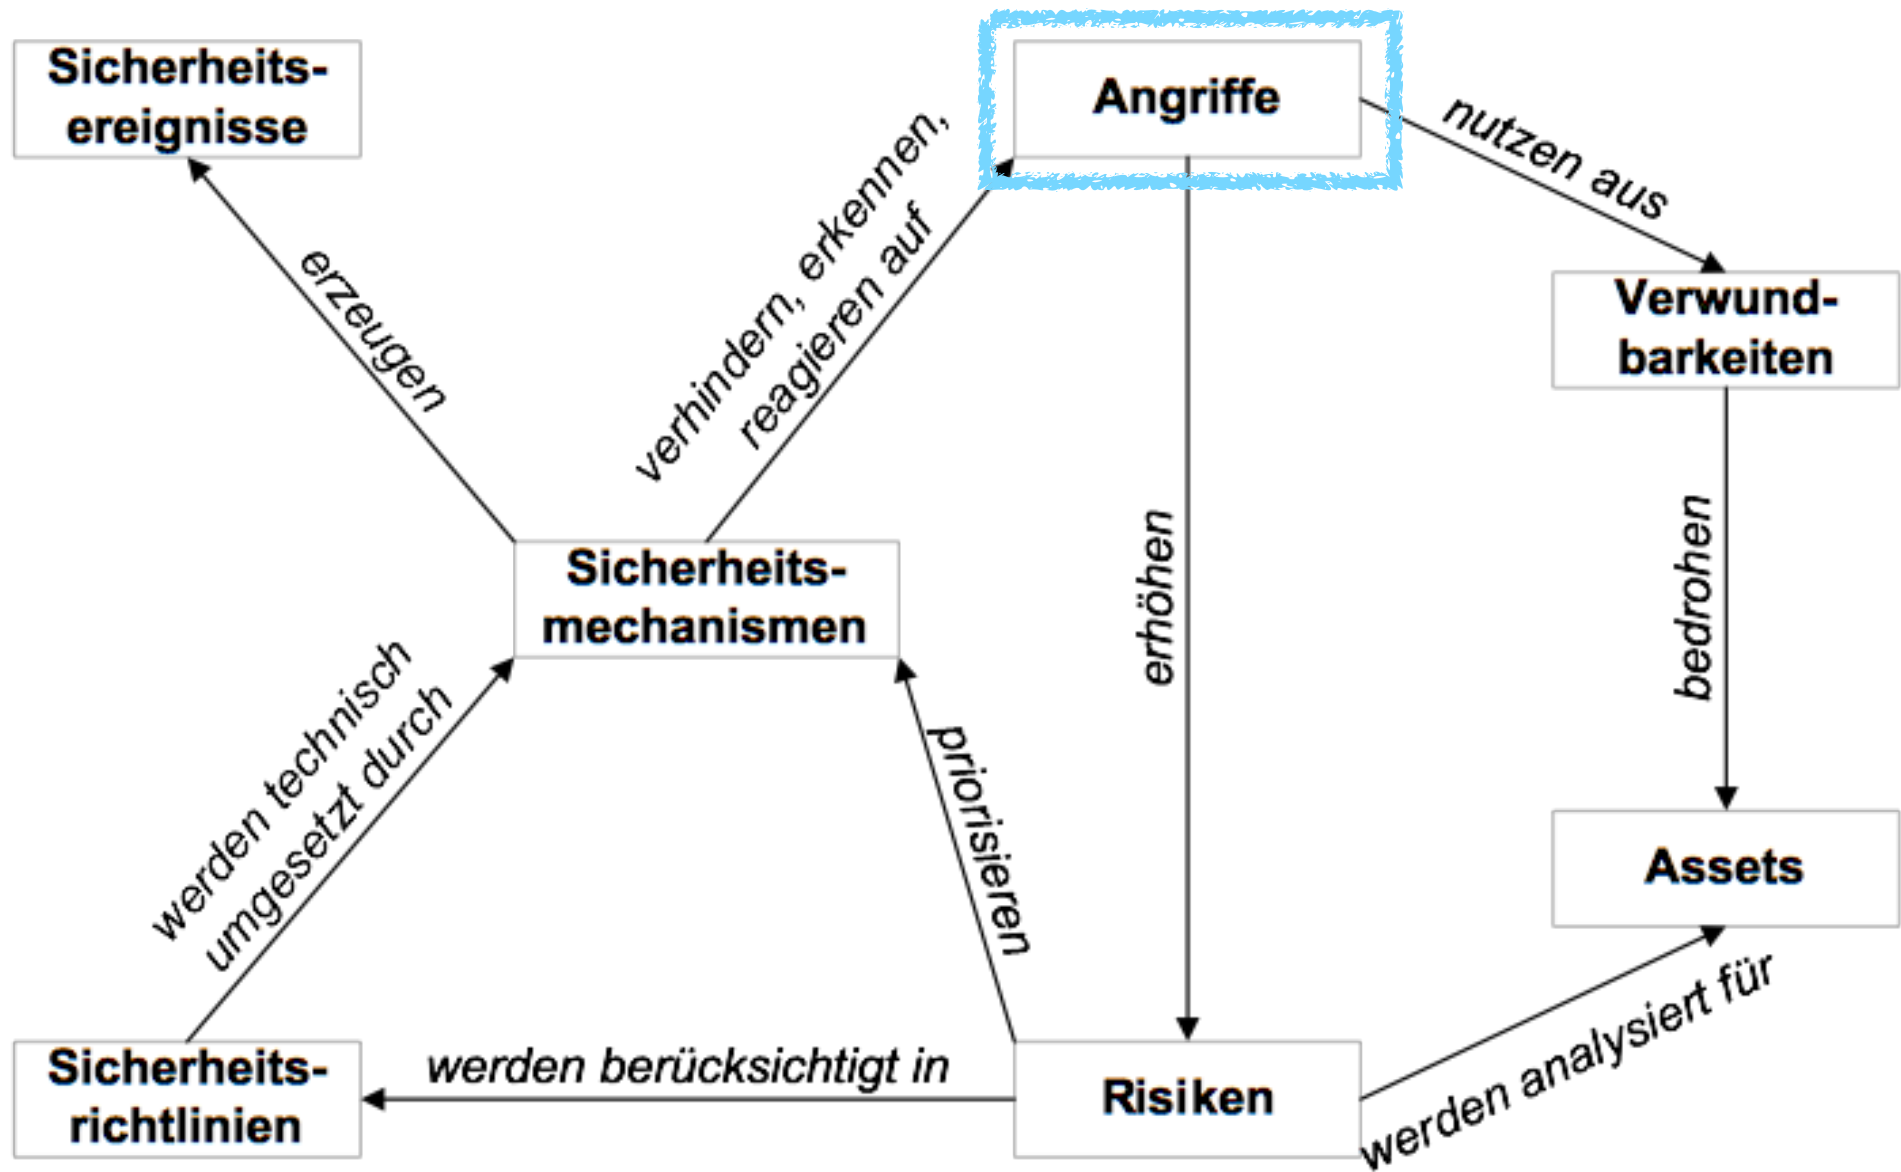 Sicherheits-
ereignisse
Angriffe
nutzen aus
verhindern, erkennen,
reagieren auf
erzeugen
Verwund-
barkeiten
Sicherheits-
mechanismen
erhöhen
bedrohen
werden technisch
umgesetzt durch
priorisieren
Assets
Sicherheits-
richtlinien
werden berücksichtigt in
Risiken
werden analysiert für